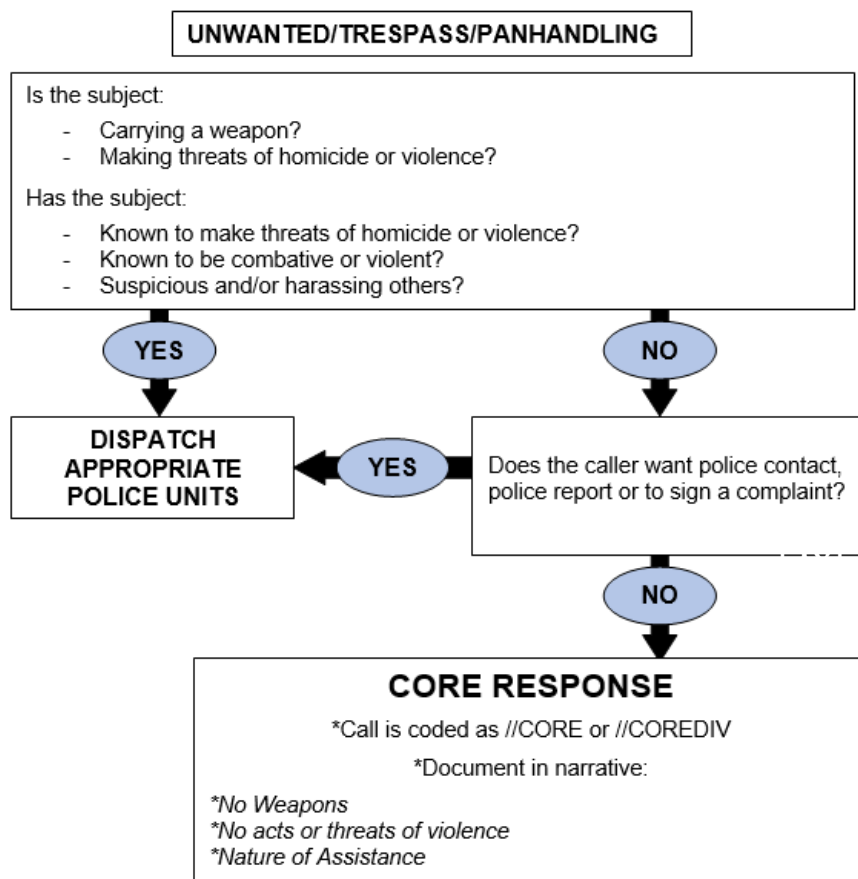 UNWANTED/TRESPASS/PANHANDLING
Is the subject:
- Carrying a weapon?
- Making threats of homicide or violence?
Has the subject:
- Known to make threats of homicide or violence?
- Known to be combative or violent?
- Suspicious and/or harassing others?
YES
NO
DISPATCH
APPROPRIATE
POLICE UNITS
YES
Does the caller want police contact,
police report or to sign a complaint?
NO
CORE RESPONSE
*Call is coded as //CORE or //COREDIV
*Document in narrative:
*No Weapons
*No acts or threats of violence
*Nature of Assistance